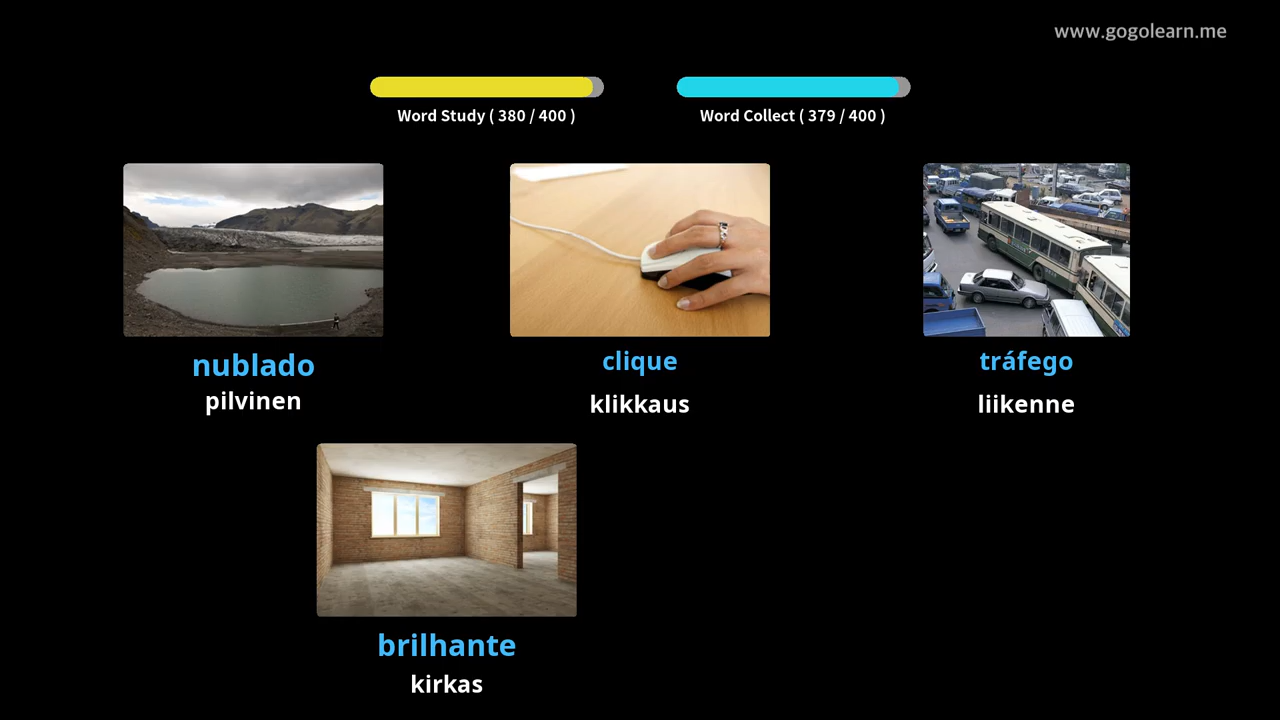 www.gogolearn.me
Word Study ( 380 / 400 )
Word Collect ( 379 / 400 )
nublado
pilvinen
clique
klikkaus
tráfego
liikenne
brilhante
kirkas